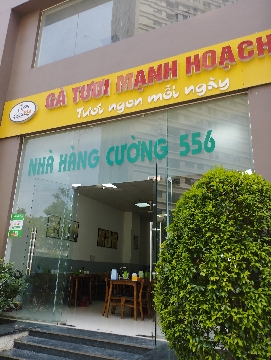 GÀ TƯƠI MẠNH HOẠCH
Tươi ngon mỗi ngày
NHÀ HÀNG CƯỜNG 556